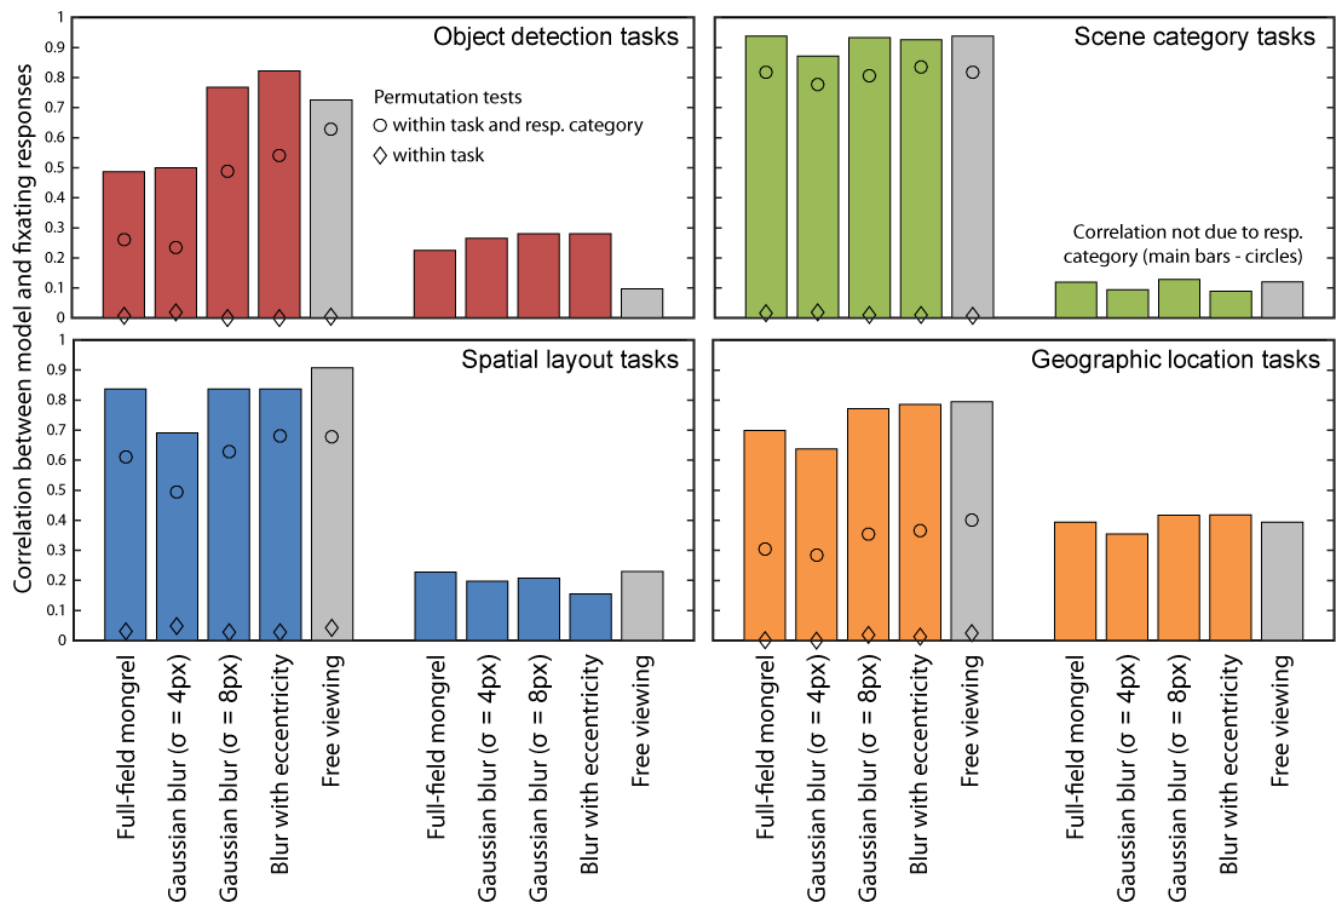 Correlation between model and fixating responses
1
0.9
0.8
0.7
0.6
0.5
0.4
0.3
0.2
0.1
0
Object detection tasks
Permutation tests
within task and resp. category
within task
Scene category tasks
Correlation not due to resp.
category (main bars - circles)
0.9
0.8
0.7
0.6
0.5
0.4
0.3
0.2
0.1
0
Spatial layout tasks
Geographic location tasks
Full-field mongrel
Gaussian blur (σ = 4px)
Gaussian blur (σ = 8px)
Blur with eccentricity
Free viewing
Full-field mongrel
Gaussian blur (σ = 4px)
Gaussian blur (σ = 8px)
Blur with eccentricity
Free viewing
Full-field mongrel
Gaussian blur (σ = 4px)
Gaussian blur (σ = 8px)
Blur with eccentricity
Free viewing
Full-field mongrel
Gaussian blur (σ = 4px)
Gaussian blur (σ = 8px)
Blur with eccentricity
Free viewing